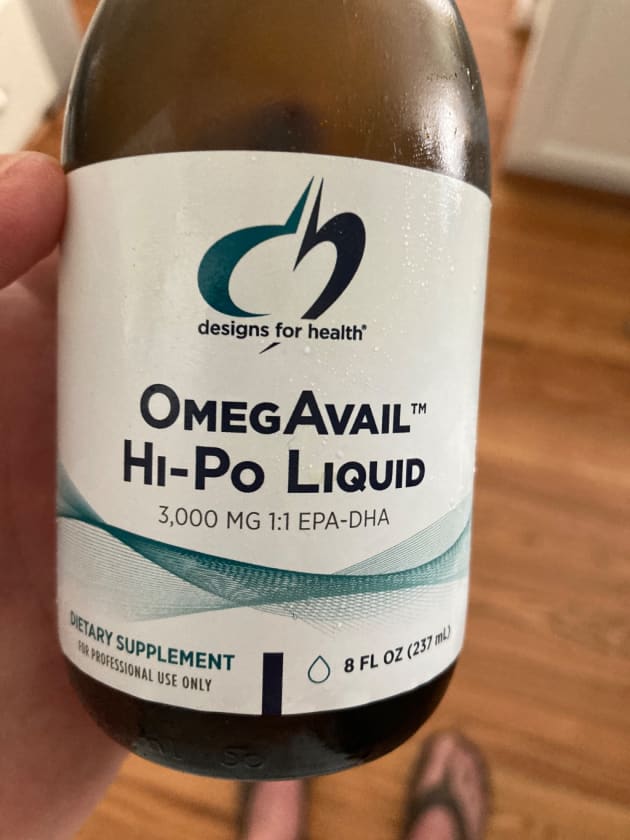 designs for health®
OmegAvail™
Hi-Po Liquid
3,000 MG 1:1 EPA-DHA
DIETARY SUPPLEMENT
FOR PROFESSIONAL USE ONLY
8 FL OZ (237 mL)